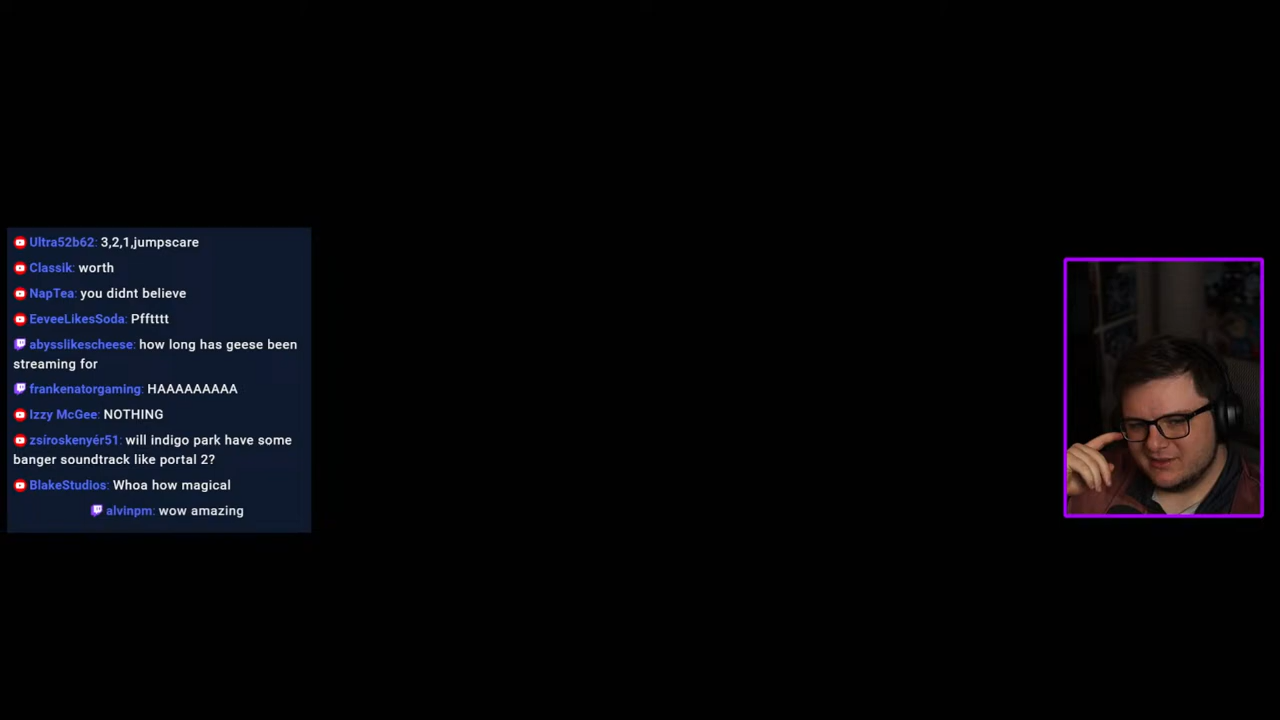 Ultra52b62: 3,2,1,jumpscare
Classik: worth
NapTea: you didnt believe
EeveeLikesSoda: Pfftttt
abysslikescheese: how long has geese been
streaming for
frankenatorgaming: HAAAAAAAAA
Izzy McGee: NOTHING
zsíroskenyér51: will indigo park have some
banger soundtrack like portal 2?
BlakeStudios: Whoa how magical
alvinpm: wow amazing